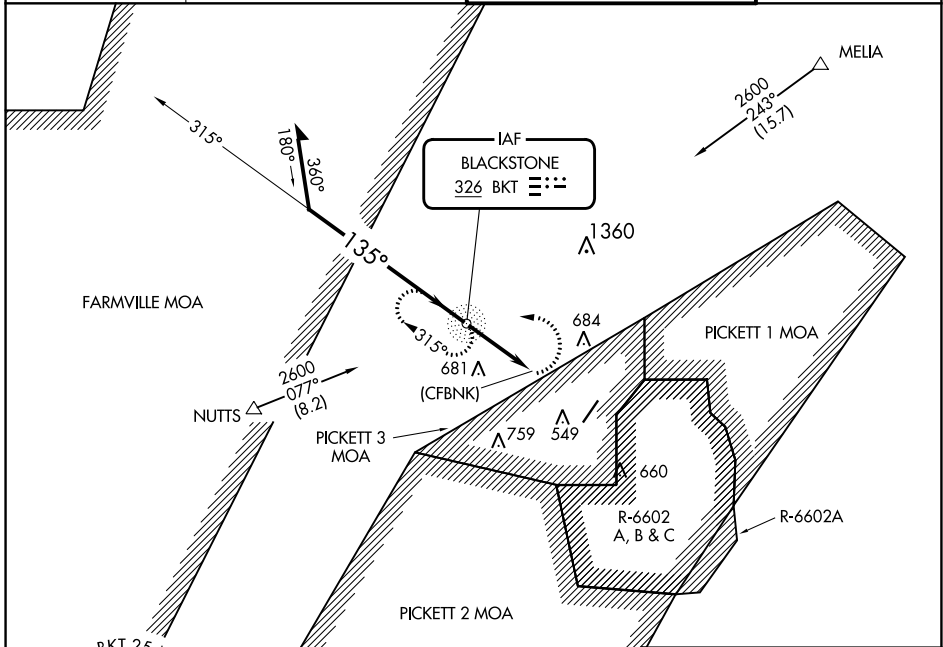 MELIA
2600
243°
(15.7)
315°
180°
360°
IAF
BLACKSTONE
326 BKT
135°
1360
FARMVILLE MOA
684
PICKETT 1 MOA
315°
681
(CFBNK)
2600
077°
(8.2)
NUTTS
PICKETT 3
MOA
759
549
660
R-6602
A, B & C
R-6602A
PICKETT 2 MOA
BKT 25